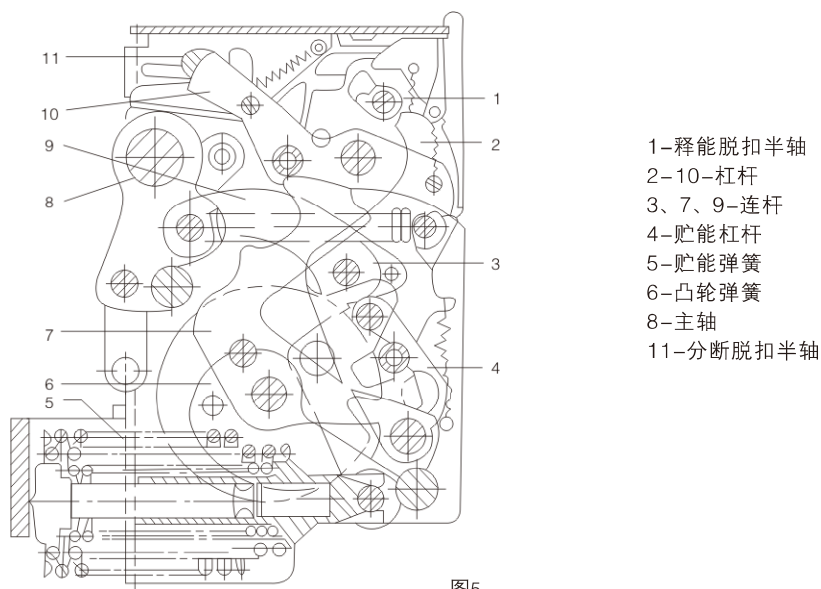 11
10
9
8
7
6
5
1
2
3
4
1-释能脱扣半轴
2-10-杠杆
3、7、9-连杆
4-贮能杠杆
5-贮能弹簧
6-凸轮弹簧
8-主轴
11-分断脱扣半轴
图5